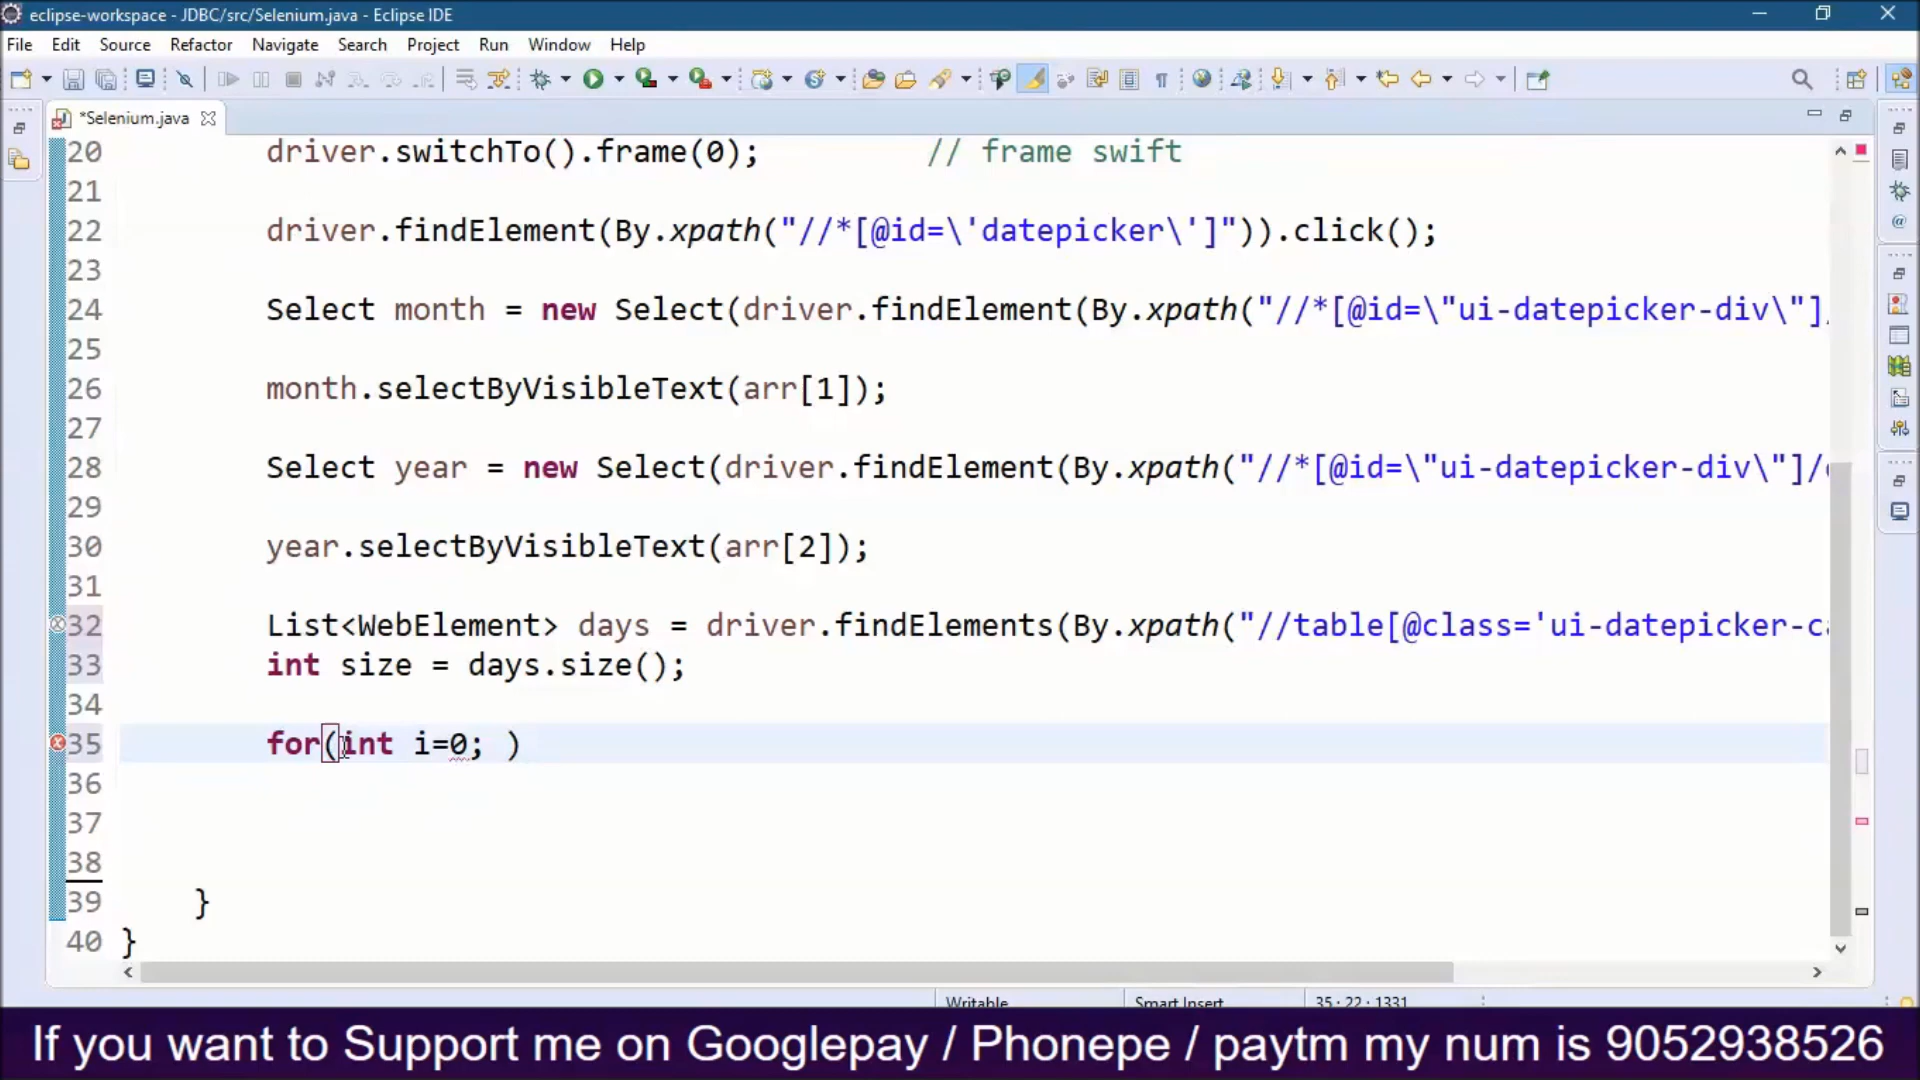 eclipse-workspace - JDBC/src/Selenium.java - Eclipse IDE
File Edit Source Refactor Navigate Search Project Run Window Help
*Selenium.java
20 driver.switchTo().frame(0); // frame swift
21
22 driver.findElement(By.xpath("//*[@id=\'datepicker\']")).click();
23
24 Select month = new Select(driver.findElement(By.xpath("//*[@id=\"ui-datepicker-div\"]
25
26 month.selectByVisibleText(arr[1]);
27
28 Select year = new Select(driver.findElement(By.xpath("//*[@id=\"ui-datepicker-div\"]/
29
30 year.selectByVisibleText(arr[2]);
31
32 List<WebElement> days = driver.findElements(By.xpath("//table[@class='ui-datepicker-c
33 int size = days.size();
34
35 for(int i=0; )
36
37
38
39 }
40 }
Writable Smart Insert 35 : 22 : 1331
If you want to Support me on Googlepay / Phonepe / paytm my num is 9052938526